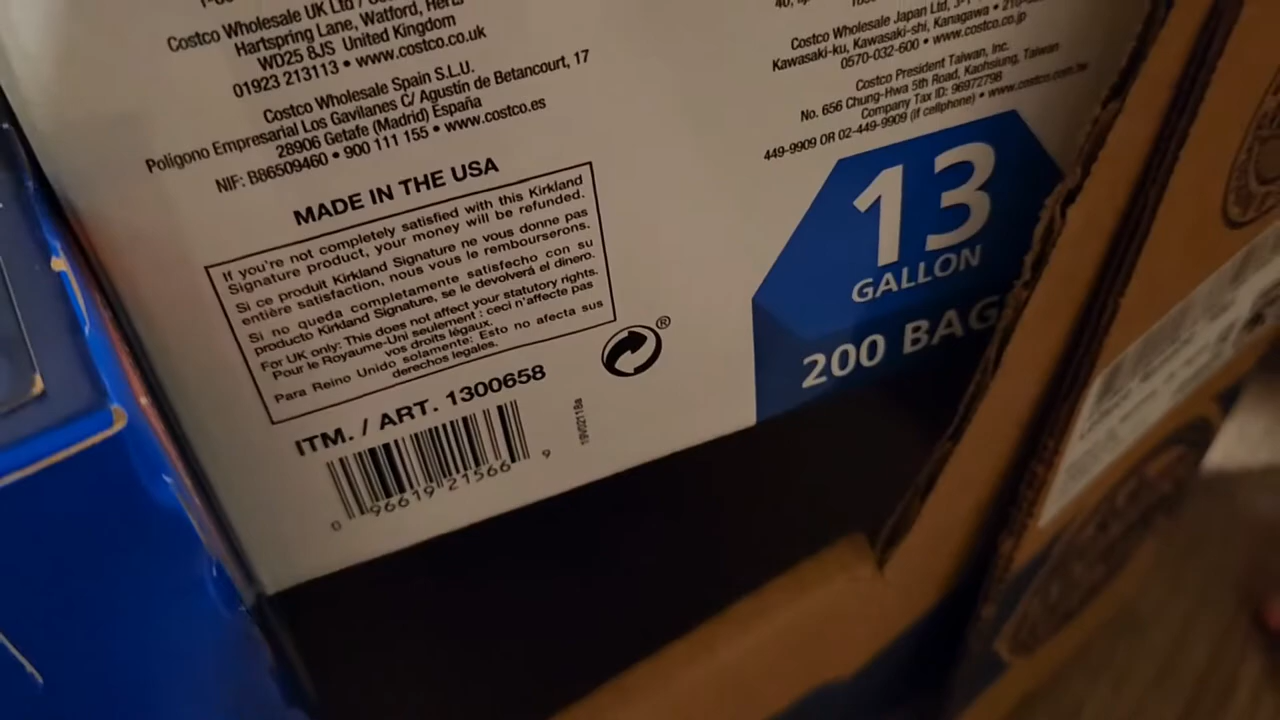 Costco Wholesale UK Ltd /
Hartspring Lane, Watford,
WD25 8JS United Kingdom
01923 213113 • www.costco.co.uk
Costco Wholesale Spain S.L.U.
Polígono Empresarial Los Gavilanes C/ Agustín de Betancourt, 17
28906 Getafe (Madrid) España
NIF: B86509460 • 900 111 155 • www.costco.es
MADE IN THE USA
If you're not completely satisfied with this Kirkland
Signature product, your money will be refunded.
Si ce produit Kirkland Signature ne vous donne pas
entière satisfaction, nous vous le rembourserons.
Si no queda completamente satisfecho con su
producto Kirkland Signature, se le devolverá el dinero.
For UK only: This does not affect your statutory rights.
Pour le Royaume-Uni seulement : ceci n'affecte pas
vos droits légaux.
Para Reino Unido solamente: Esto no afecta sus
derechos legales.
ITM. / ART. 1300658
0 96619 21566 9
19V0218a
®
Costco Wholesale Japan Ltd,
Kawasaki-ku, Kawasaki-shi, Kanagawa •
0570-032-600 • www.costco.co.jp
Costco President Taiwan, Inc.
No. 656 Chung-Hwa 5th Road, Kaohsiung, Taiwan
Company Tax ID: 96972798
449-9909 OR 02-449-9909 (if cellphone) • www.costco.com.tw
13
GALLON
200 BAGS